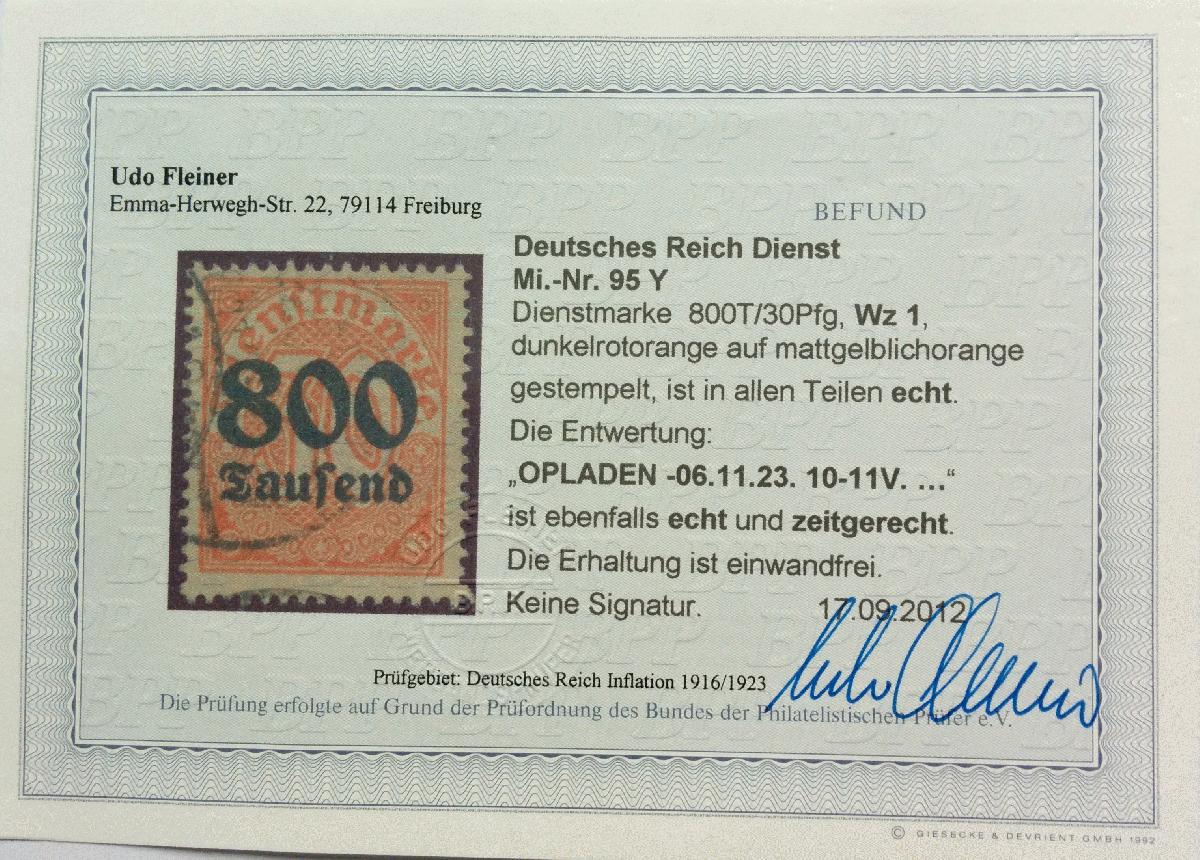 Udo Fleiner
Emma-Herwegh-Str. 22, 79114 Freiburg
BEFUND
Deutsches Reich Dienst
Mi.-Nr. 95 Y
Dienstmarke 800T/30Pfg, Wz 1,
dunkelrotorange auf mattgelblichorange
gestempelt, ist in allen Teilen echt.
Die Entwertung:
„OPLADEN -06.11.23. 10-11V. ...“
ist ebenfalls echt und zeitgerecht.
Die Erhaltung ist einwandfrei.
Keine Signatur. 17.09.2012
Dienstmarke
800
Tausend
Prüfgebiet: Deutsches Reich Inflation 1916/1923
Die Prüfung erfolgte auf Grund der Prüfordnung des Bundes der Philatelistischen Prüfer e.V.
© GIESECKE & DEVRIENT GMBH 1992